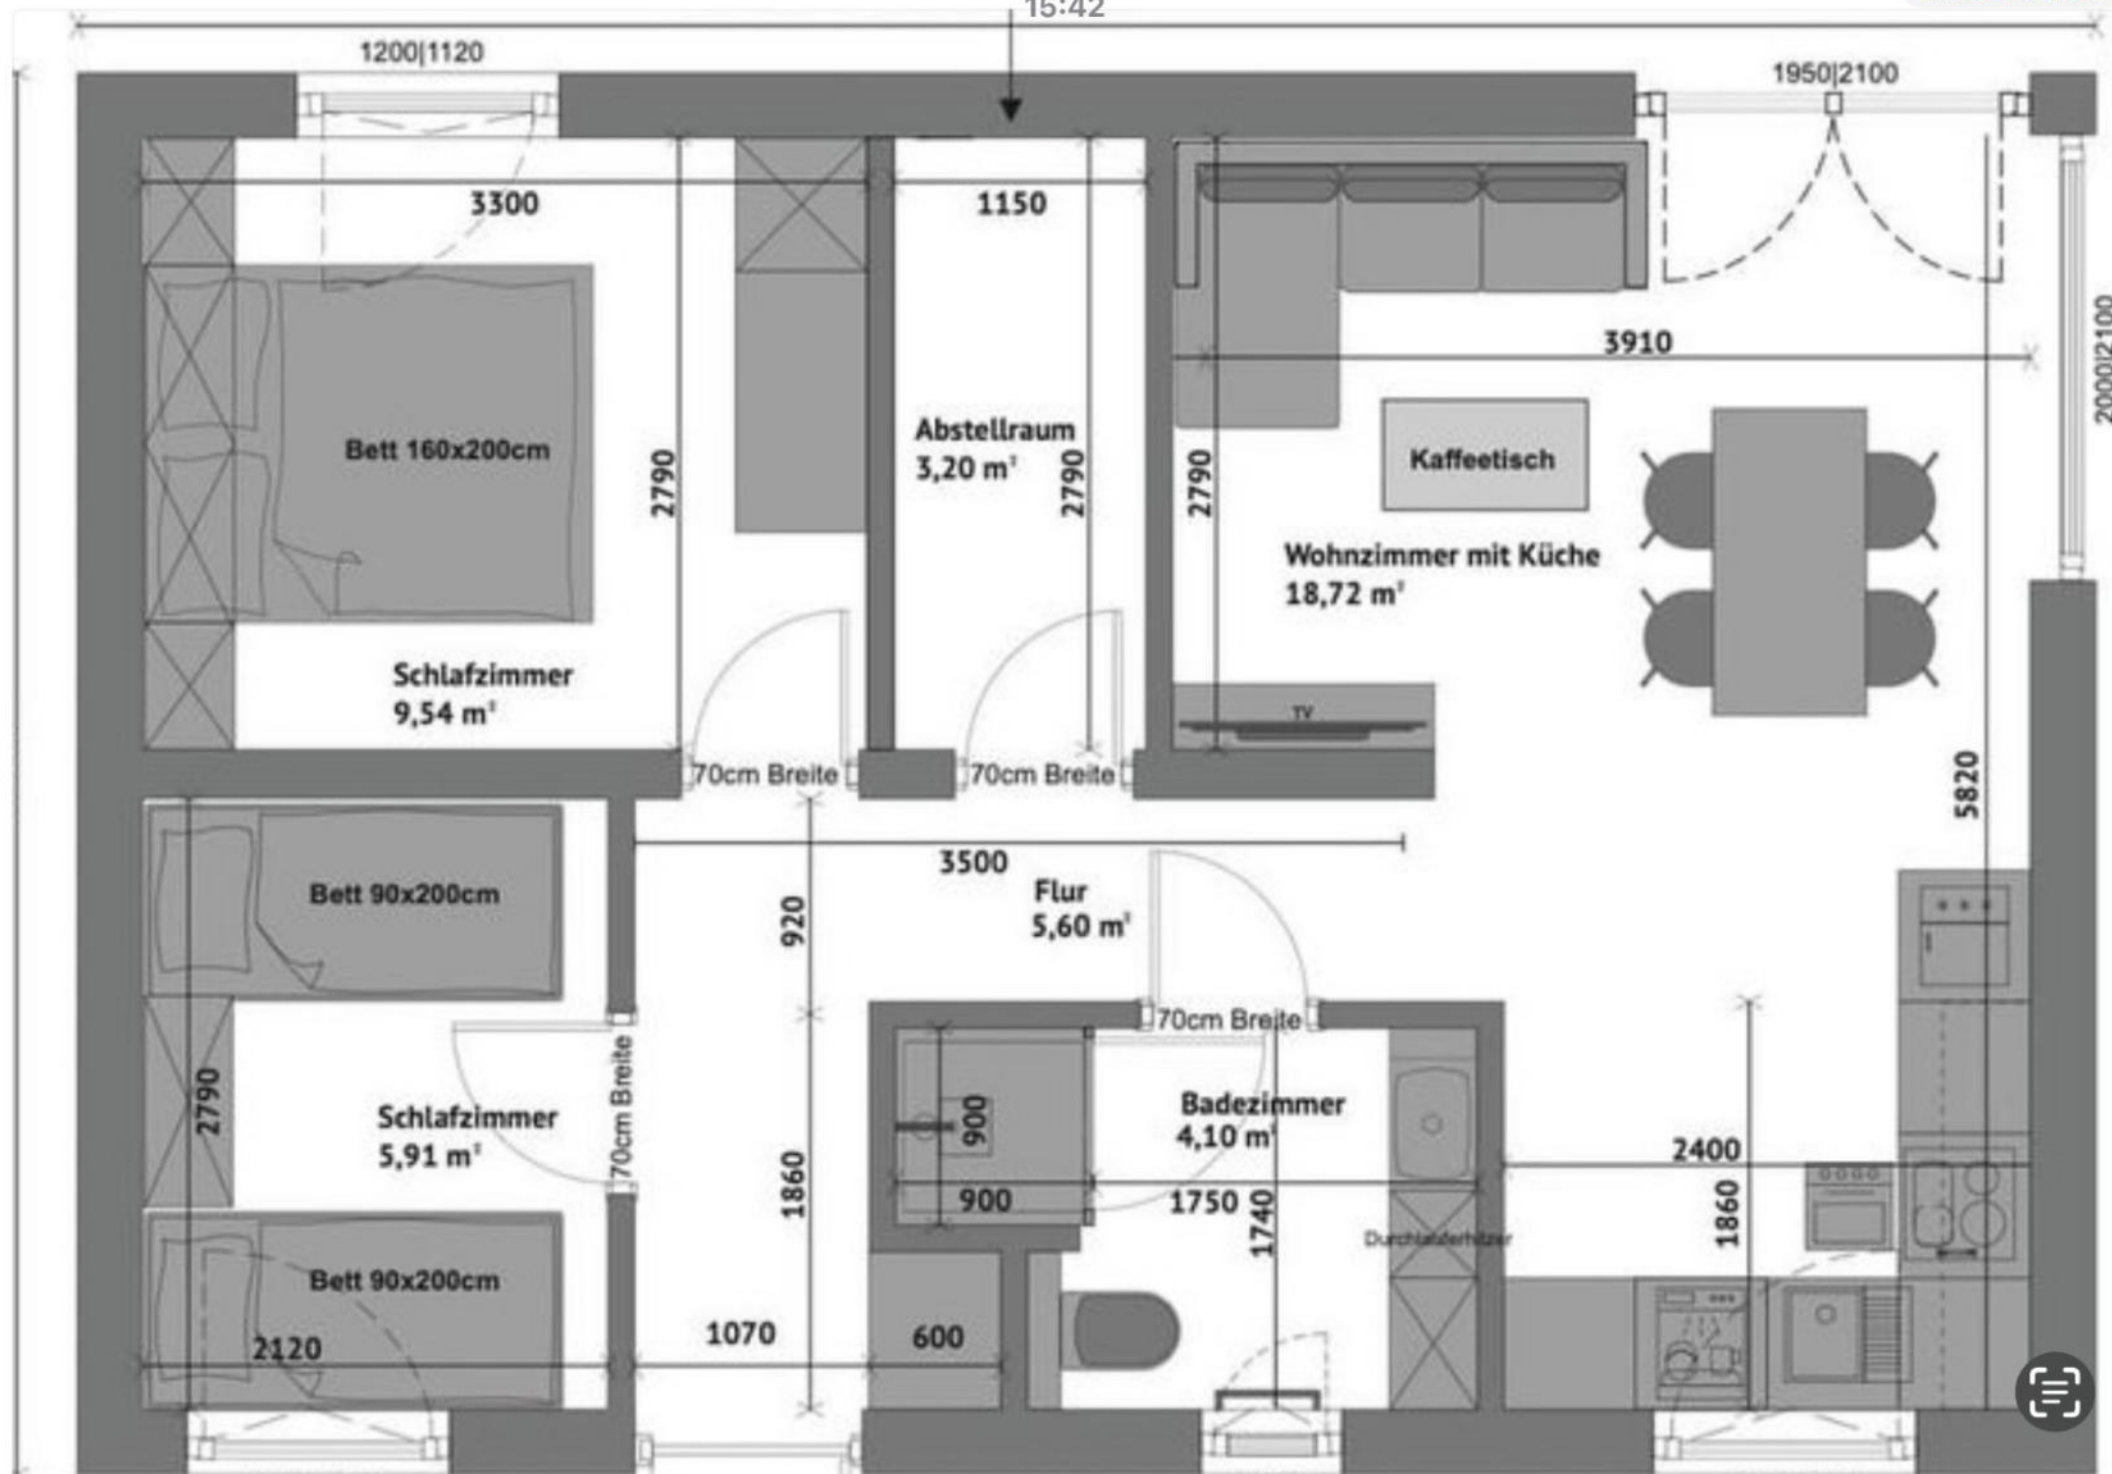 15:42
1200|1120
1950|2100
3300
1150
3910
2000|2100
Bett 160x200cm
2790
Abstellraum
3,20 m²
2790
2790
Kaffeetisch
Wohnzimmer mit Küche
18,72 m²
Schlafzimmer
9,54 m²
TV
70cm Breite
70cm Breite
5820
3500
Bett 90x200cm
920
Flur
5,60 m²
70cm Breite
70cm Breite
2790
Schlafzimmer
5,91 m²
900
Badezimmer
4,10 m²
2400
1860
900
1750
1740
1860
Durchlauferhitzer
Bett 90x200cm
2120
1070
600